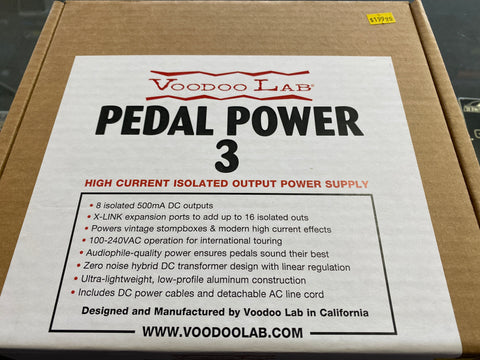 VOODOO LAB®
PEDAL POWER
3
HIGH CURRENT ISOLATED OUTPUT POWER SUPPLY
• 8 isolated 500mA DC outputs
• X-LINK expansion ports to add up to 16 isolated outs
• Powers vintage stompboxes & modern high current effects
• 100-240VAC operation for international touring
• Audiophile-quality power ensures pedals sound their best
• Zero noise hybrid DC transformer design with linear regulation
• Ultra-lightweight, low-profile aluminum construction
• Includes DC power cables and detachable AC line cord
Designed and Manufactured by Voodoo Lab in California
WWW.VOODOOLAB.COM